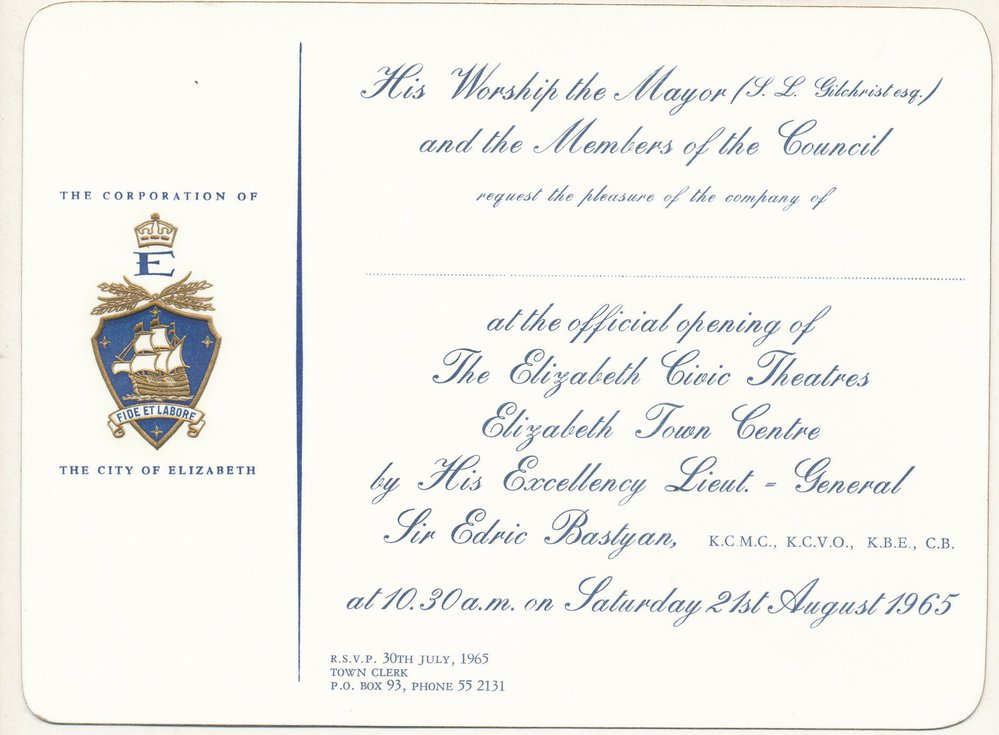 THE CORPORATION OF
E
FIDE ET LABORE
THE CITY OF ELIZABETH
His Worship the Mayor (S. L. Gilchrist esq.)
and the Members of the Council
request the pleasure of the company of
at the official opening of
The Elizabeth Civic Theatres
Elizabeth Town Centre
by His Excellency Lieut. = General
Sir Edric Bastyan, K.C.M.C., K.C.V.O., K.B.E., C.B.
at 10.30 a.m. on Saturday 21st August 1965
R.S.V.P. 30TH JULY, 1965
TOWN CLERK
P.O. BOX 93, PHONE 55 2131